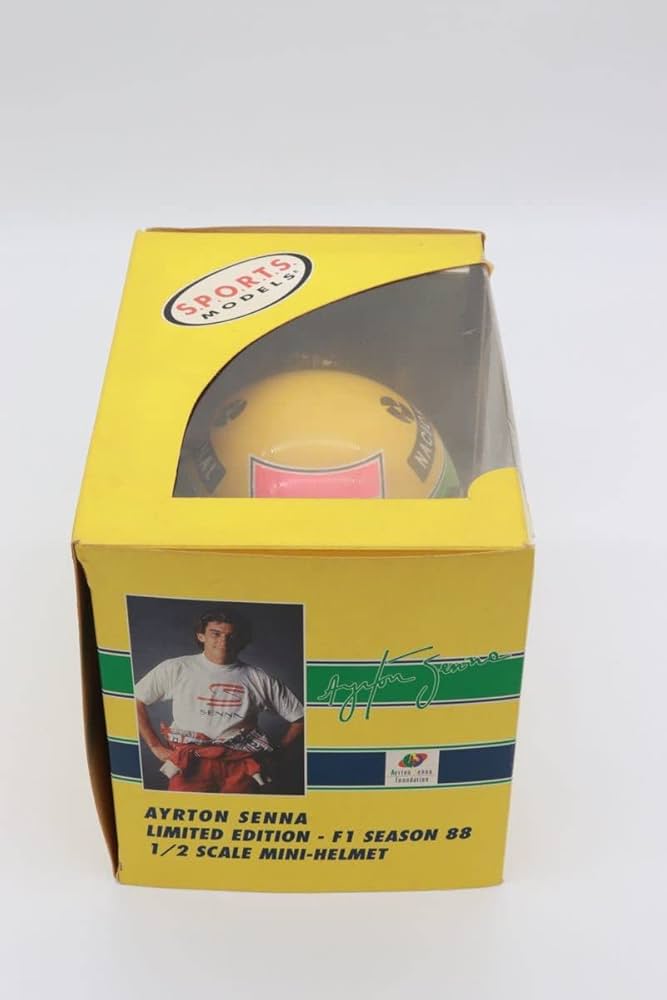 S.P.O.R.T.S.
MODELS®
NACIONAL
Ayrton Senna
SENNA
Ayrton Senna
Foundation
AYRTON SENNA
LIMITED EDITION - F1 SEASON 88
1/2 SCALE MINI-HELMET